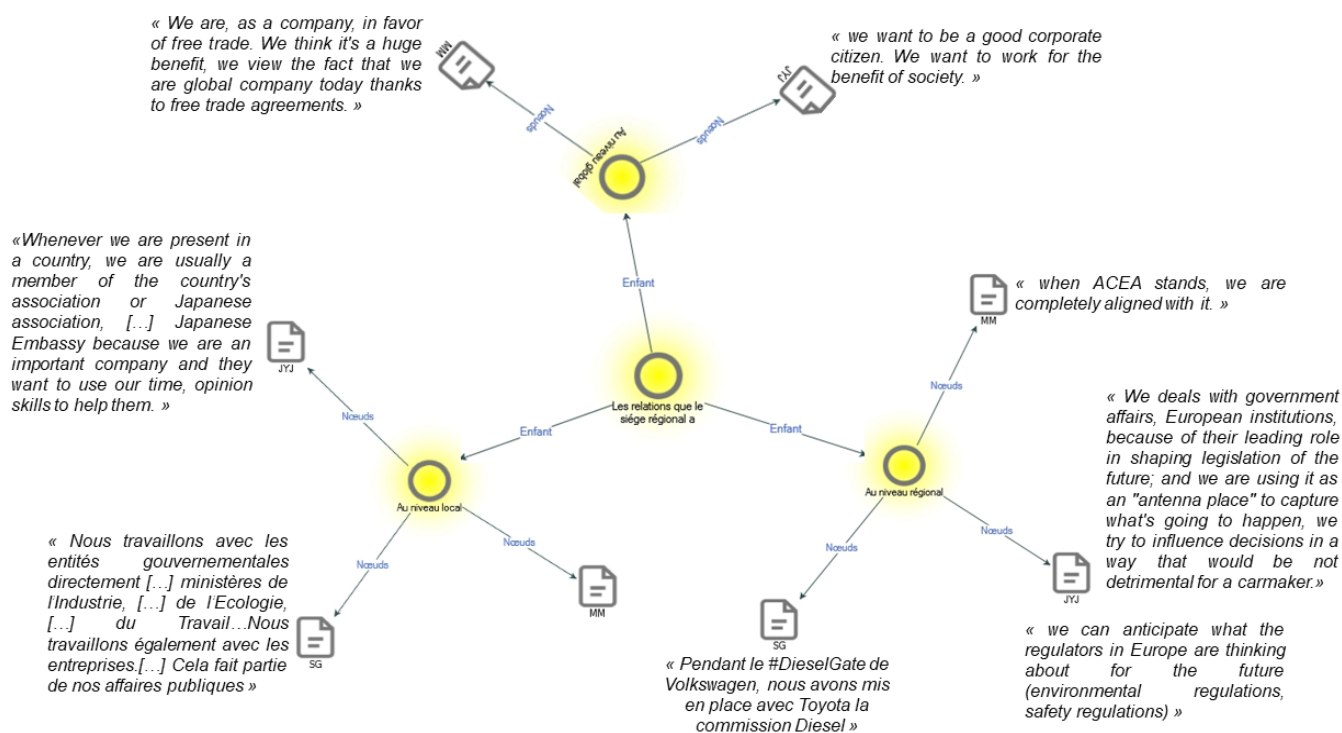 « We are, as a company, in favor
of free trade. We think it's a huge
benefit, we view the fact that we
are global company today thanks
to free trade agreements. »
MM
« we want to be a good corporate
citizen. We want to work for the
benefit of society. »
JYJ
Nœuds
Nœuds
Au niveau global
Enfant
«Whenever we are present in
a country, we are usually a
member of the country's
association or Japanese
association, [...] Japanese
Embassy because we are an
important company and they
want to use our time, opinion
skills to help them. »
JYJ
« when ACEA stands, we are
completely aligned with it. »
MM
Les relations que le
siége régional a
Nœuds
Nœuds
Enfant
Enfant
Au niveau local
Au niveau régional
« We deals with government
affairs, European institutions,
because of their leading role
in shaping legislation of the
future; and we are using it as
an "antenna place" to capture
what's going to happen, we
try to influence decisions in a
way that would be not
detrimental for a carmaker.»
« Nous travaillons avec les
entités gouvernementales
directement [...] ministères de
l'Industrie, [...] de l'Ecologie,
[...] du Travail...Nous
travaillons également avec les
entreprises.[...] Cela fait partie
de nos affaires publiques »
Nœuds
Nœuds
Nœuds
Nœuds
SG
MM
SG
JYJ
« Pendant le #DieselGate de
Volkswagen, nous avons mis
en place avec Toyota la
commission Diesel »
« we can anticipate what the
regulators in Europe are thinking
about for the future
(environmental regulations,
safety regulations) »